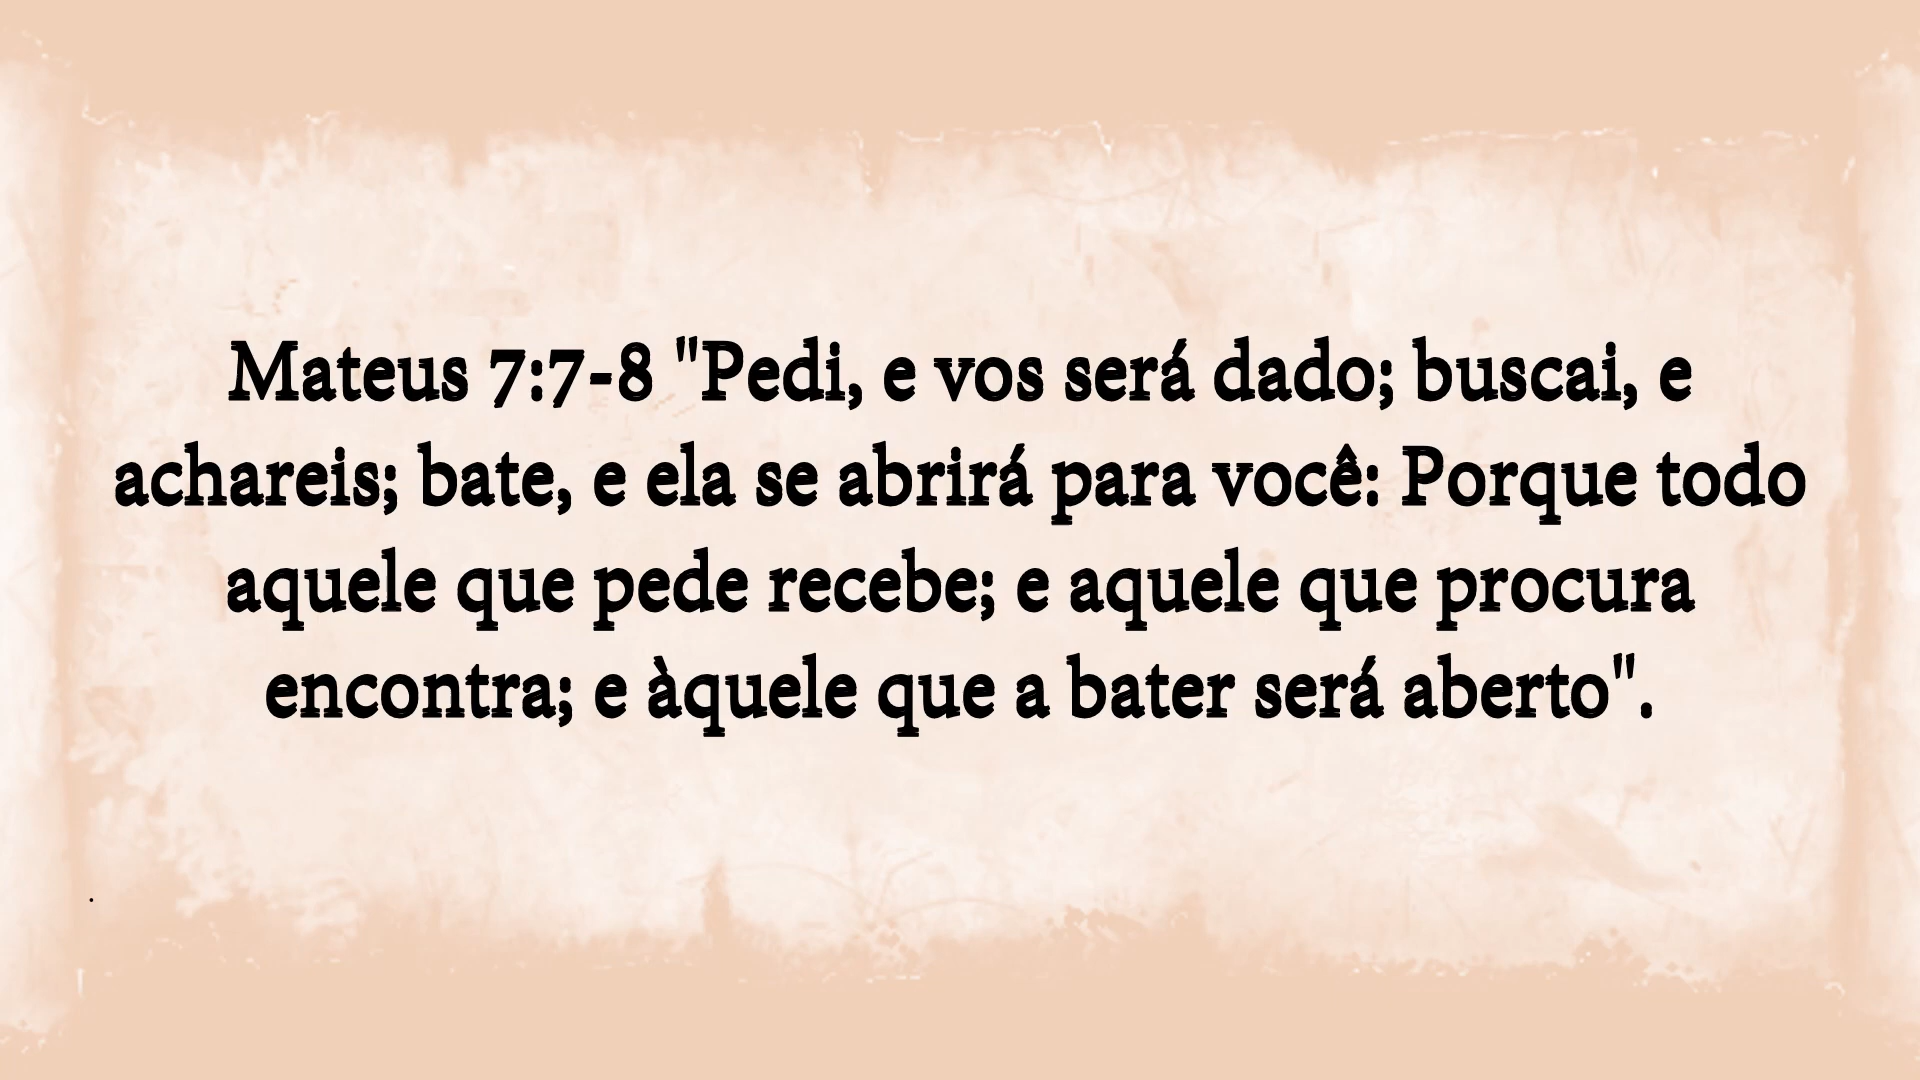 Mateus 7:7-8 "Pedi, e vos será dado; buscai, e
achareis; bate, e ela se abrirá para você: Porque todo
aquele que pede recebe; e aquele que procura
encontra; e àquele que a bater será aberto".
.